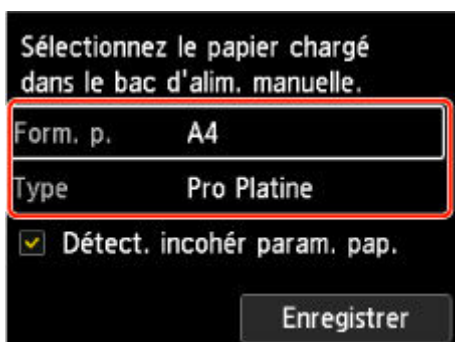 Sélectionnez le papier chargé
dans le bac d'alim. manuelle.
Form. p. A4
Type Pro Platine
Détect. incohér param. pap.
Enregistrer